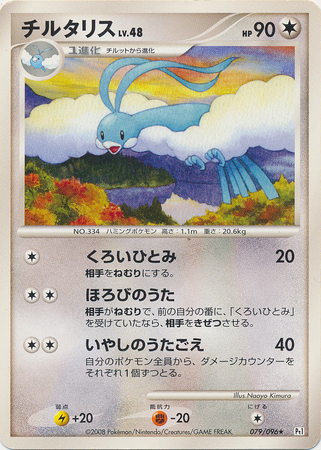 チルタリス LV.48 HP 90
1進化 チルットから進化
NO.334 ハミングポケモン 高さ:1.1m 重さ:20.6kg
くろいひとみ 20
相手をねむりにする。
ほろびのうた
相手がねむりで、前の自分の番に、「くろいひとみ」
を受けていたなら、相手をきぜつさせる。
いやしのうたごえ 40
自分のポケモン全員から、ダメージカウンターを
それぞれ1個ずつとる。
Illus.Naoyo Kimura
弱点 抵抗力 にげる
+20 -20
©2008 Pokémon/Nintendo/Creatures/GAME FREAK. 079/096★ Pt1